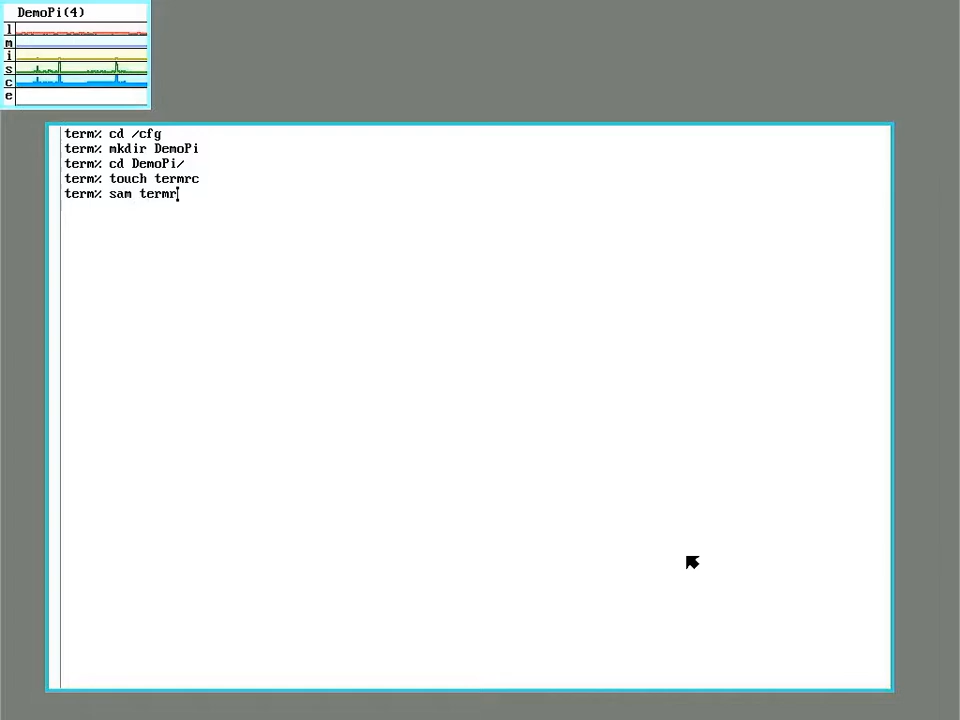 DemoPi(4)
l
m
i
s
c
e
term% cd /cfg
term% mkdir DemoPi
term% cd DemoPi/
term% touch termrc
term% sam termr